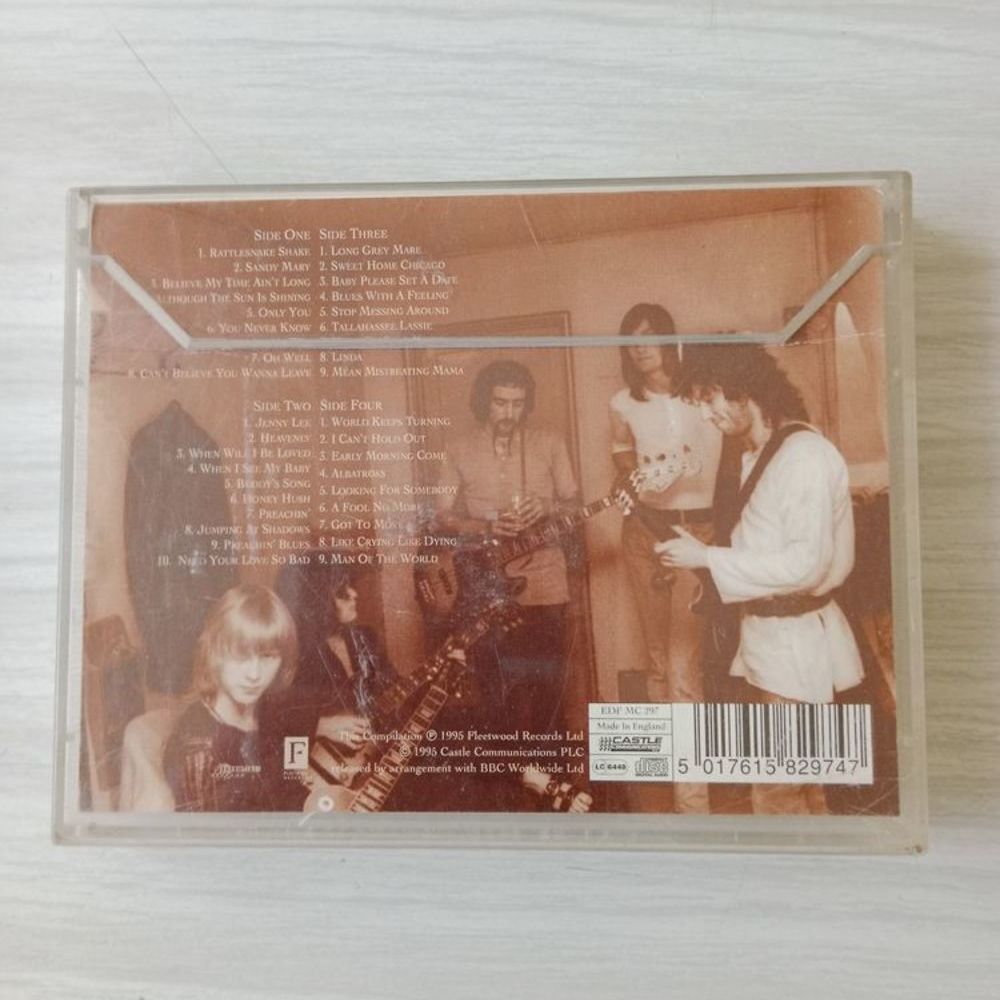 SIDE ONE
1. RATTLESNAKE SHAKE
2. SANDY MARY
3. BELIEVE MY TIME AIN'T LONG
ALTHOUGH THE SUN IS SHINING
5. ONLY YOU
6. YOU NEVER KNOW
7. OH WELL
8. CAN'T BELIEVE YOU WANNA LEAVE
SIDE TWO
1. JENNY LEE
2. HEAVENLY
3. WHEN WILL I BE LOVED
4. WHEN I SEE MY BABY
5. BUDDY'S SONG
6. HONEY HUSH
7. PREACHIN'
8. JUMPING AT SHADOWS
9. PREACHIN' BLUES
10. NEED YOUR LOVE SO BAD
SIDE THREE
1. LONG GREY MARE
2. SWEET HOME CHICAGO
3. BABY PLEASE SET A DATE
4. BLUES WITH A FEELING
5. STOP MESSING AROUND
6. TALLAHASSEE LASSIE
8. LINDA
9. MEAN MISTREATING MAMA
SIDE FOUR
1. WORLD KEEPS TURNING
2. I CAN'T HOLD OUT
3. EARLY MORNING COME
4. ALBATROSS
5. LOOKING FOR SOMEBODY
6. A FOOL NO MORE
7. GOT TO MOVE
8. LIKE CRYING LIKE DYING
9. MAN OF THE WORLD
F
This Compilation ℗ 1995 Fleetwood Records Ltd
© 1995 Castle Communications PLC
released by arrangement with BBC Worldwide Ltd
EDF MC 297
Made In England
CASTLE
COMMUNICATIONS
LC 6448
disc
DIGITAL AUDIO
5 017615 829747